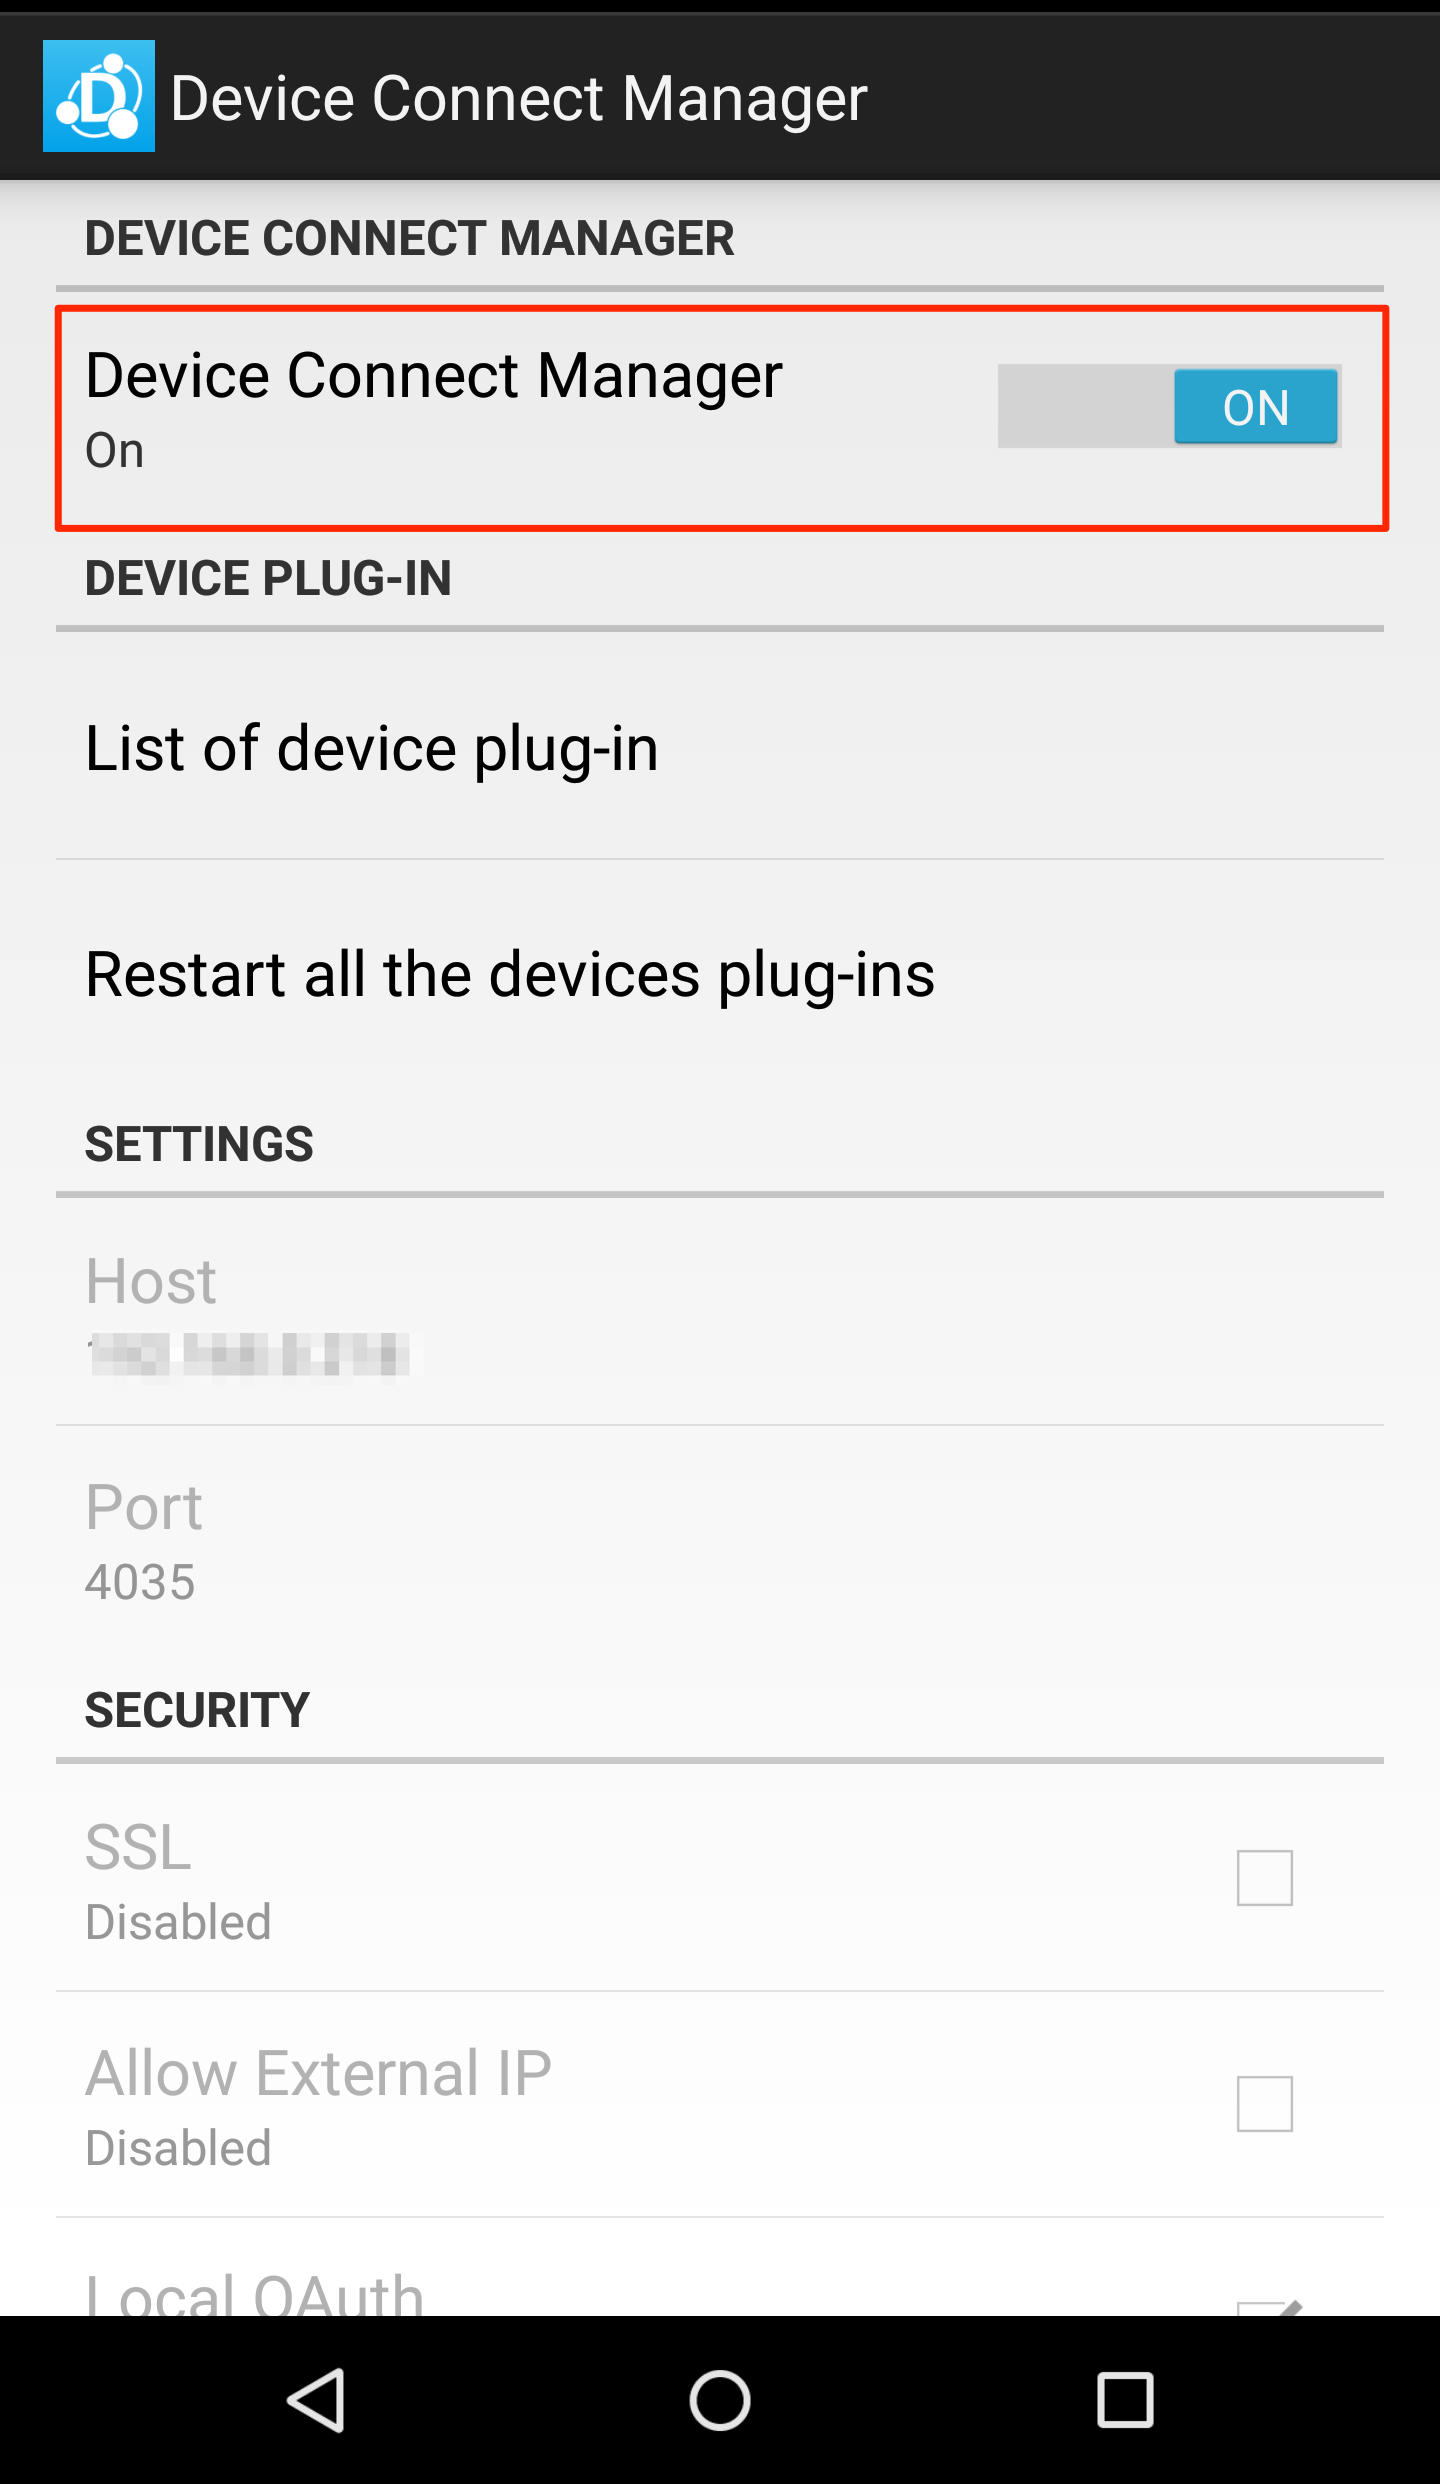 D
Device Connect Manager
DEVICE CONNECT MANAGER
Device Connect Manager
On
ON
DEVICE PLUG-IN
List of device plug-in
Restart all the devices plug-ins
SETTINGS
Host
Port
4035
SECURITY
SSL
Disabled
Allow External IP
Disabled
Local OAuth